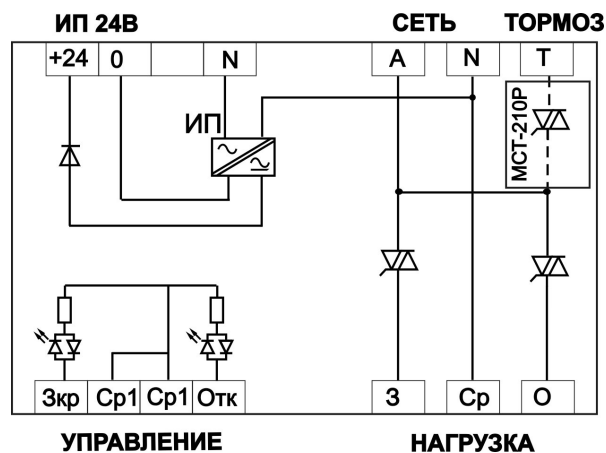 ИП 24В СЕТЬ ТОРМОЗ
+24 0 N A N T
ИП
МСТ-210Р
Зкр Ср1 Ср1 Отк З Ср О
УПРАВЛЕНИЕ НАГРУЗКА